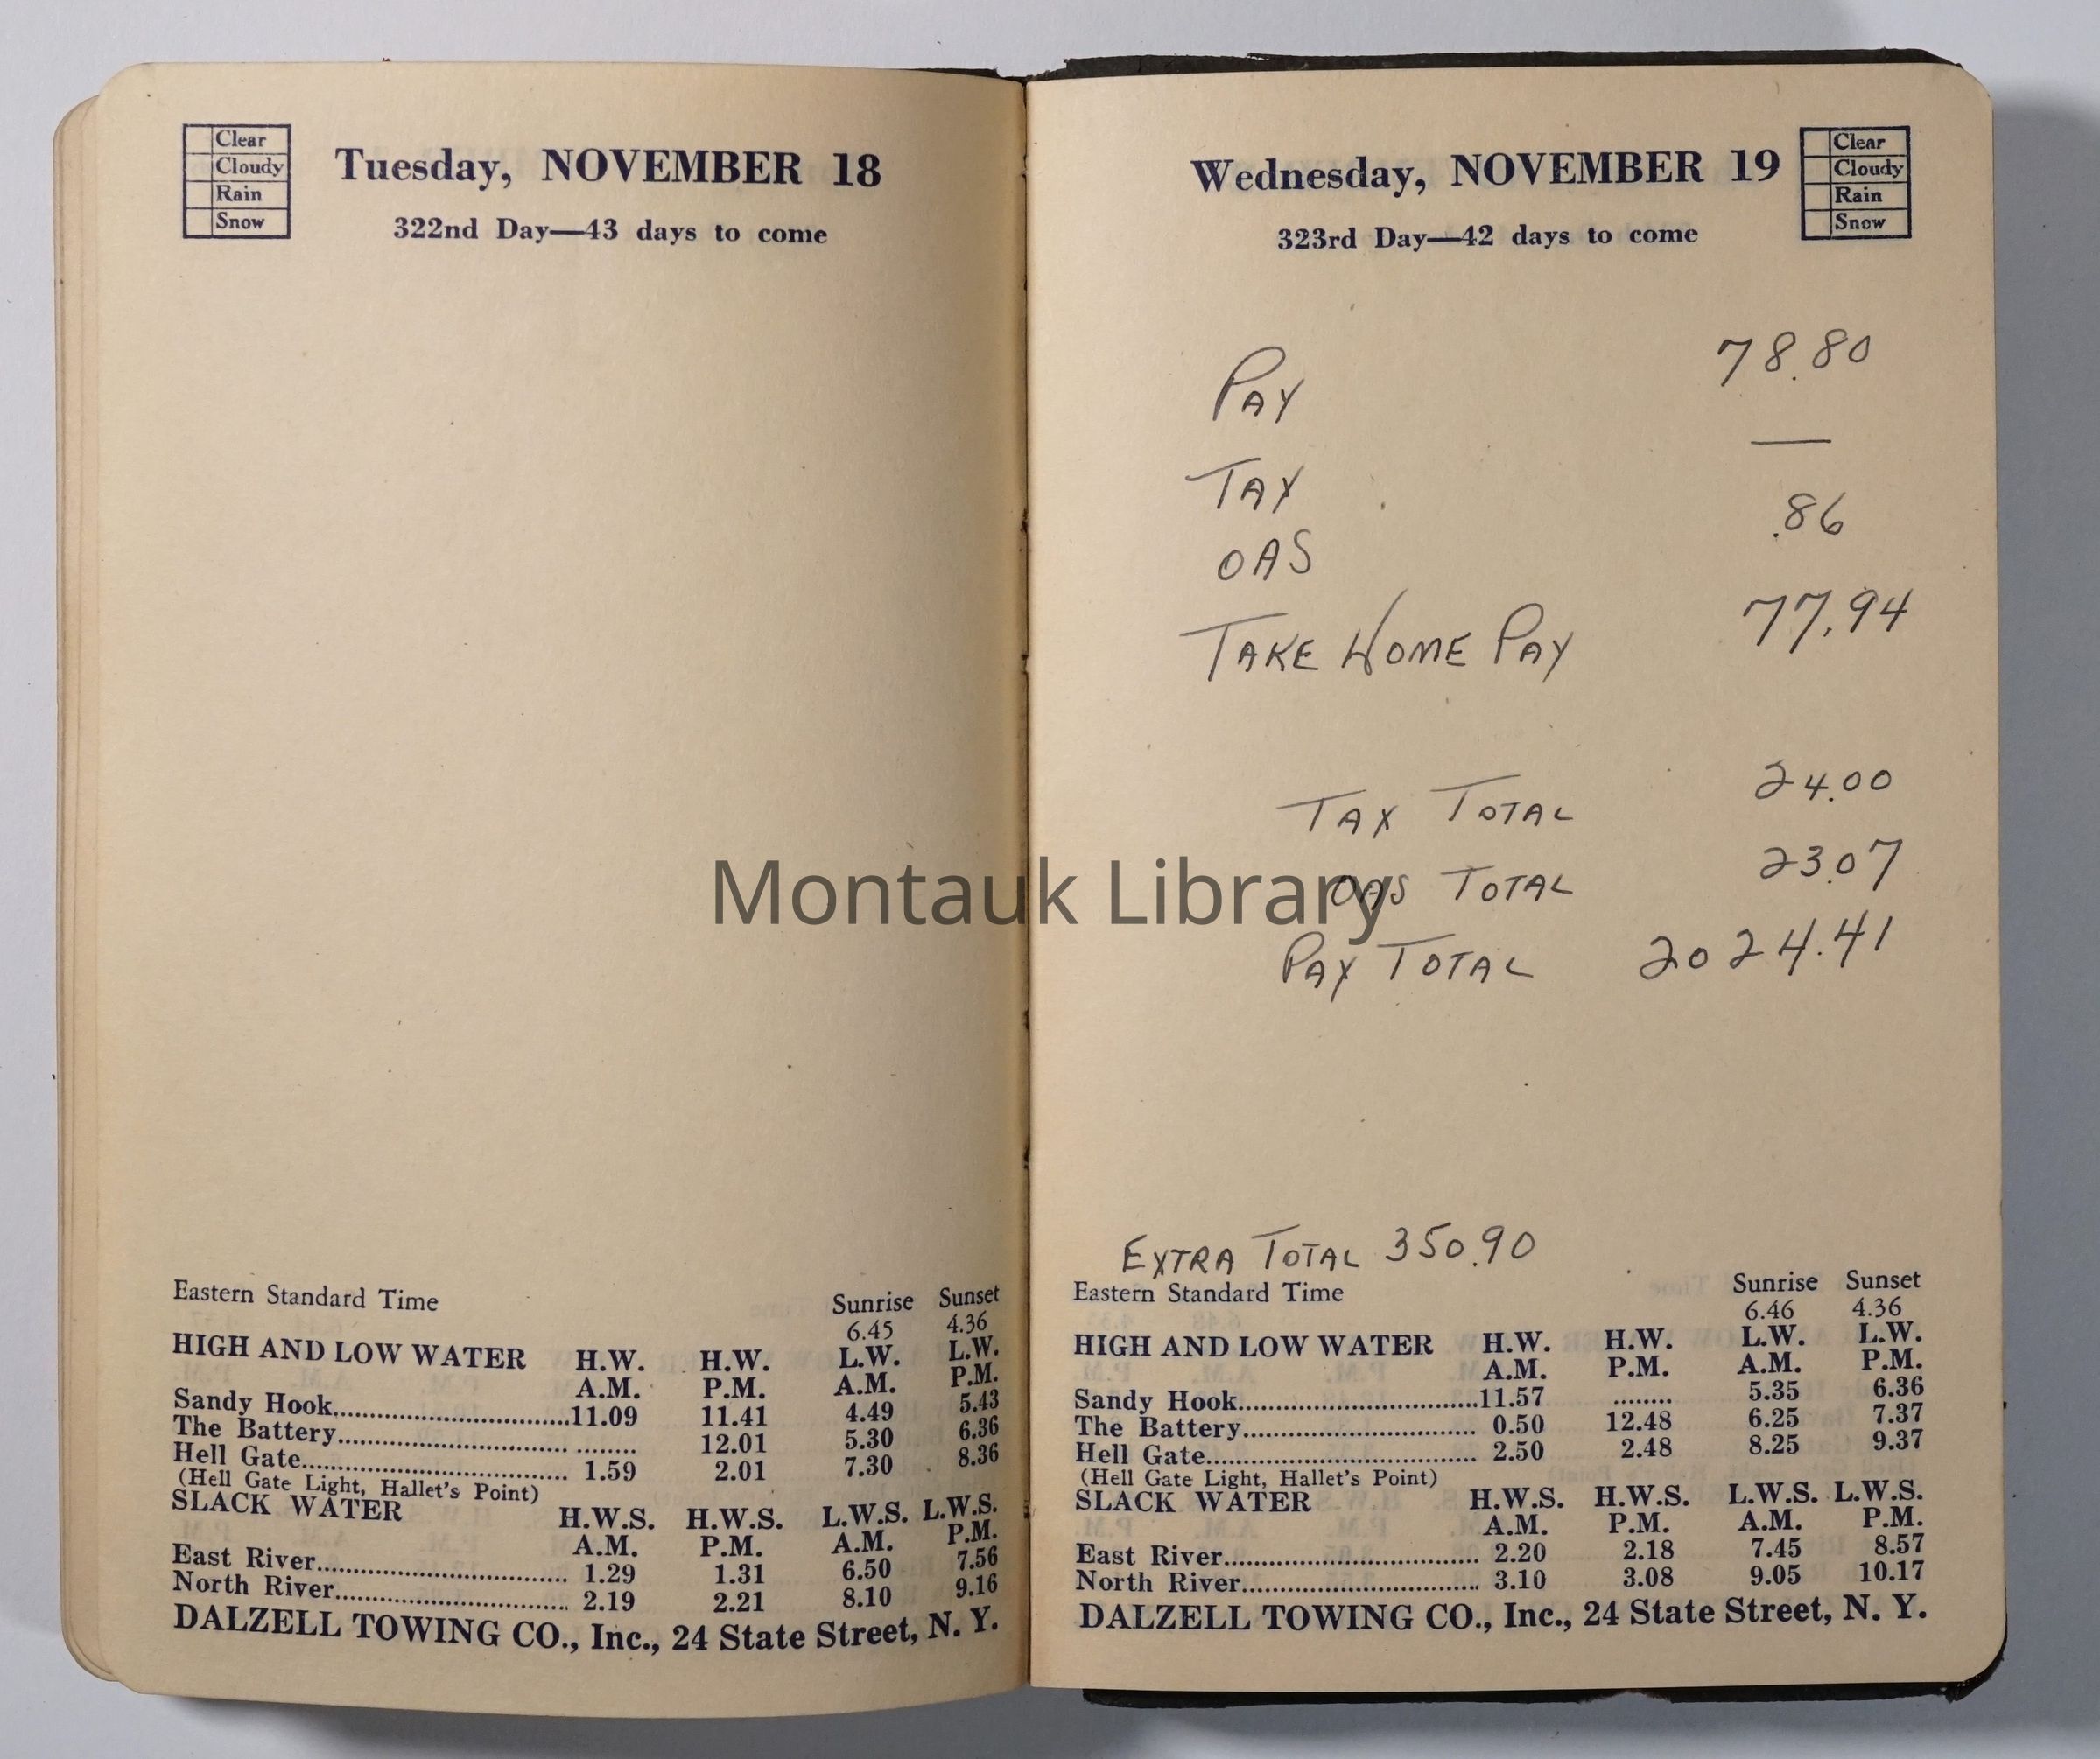 Clear
Cloudy
Rain
Snow
Tuesday, NOVEMBER 18
322nd Day—43 days to come
Eastern Standard Time
Sunrise Sunset
6.45 4.36
HIGH AND LOW WATER H.W. H.W. L.W. L.W.
A.M. P.M. A.M. P.M.
Sandy Hook..............................11.09 11.41 4.49 5.43
The Battery.............................. ........ 12.01 5.30 6.36
Hell Gate.................................. 1.59 2.01 7.30 8.36
(Hell Gate Light, Hallet's Point)
SLACK WATER H.W.S. H.W.S. L.W.S. L.W.S.
A.M. P.M. A.M. P.M.
East River................................ 1.29 1.31 6.50 7.56
North River.............................. 2.19 2.21 8.10 9.16
DALZELL TOWING CO., Inc., 24 State Street, N. Y.
Wednesday, NOVEMBER 19
Clear
Cloudy
Rain
Snow
323rd Day—42 days to come
PAY 78.80
TAX —
OAS .86
TAKE HOME PAY 77.94
TAX TOTAL 24.00
OAS TOTAL 23.07
PAY TOTAL 2024.41
Montauk Library
EXTRA TOTAL 350.90
Eastern Standard Time
Sunrise Sunset
6.46 4.36
HIGH AND LOW WATER H.W. H.W. L.W. L.W.
A.M. P.M. A.M. P.M.
Sandy Hook..............................11.57 ........ 5.35 6.36
The Battery.............................. 0.50 12.48 6.25 7.37
Hell Gate.................................. 2.50 2.48 8.25 9.37
(Hell Gate Light, Hallet's Point)
SLACK WATER H.W.S. H.W.S. L.W.S. L.W.S.
A.M. P.M. A.M. P.M.
East River................................ 2.20 2.18 7.45 8.57
North River.............................. 3.10 3.08 9.05 10.17
DALZELL TOWING CO., Inc., 24 State Street, N. Y.